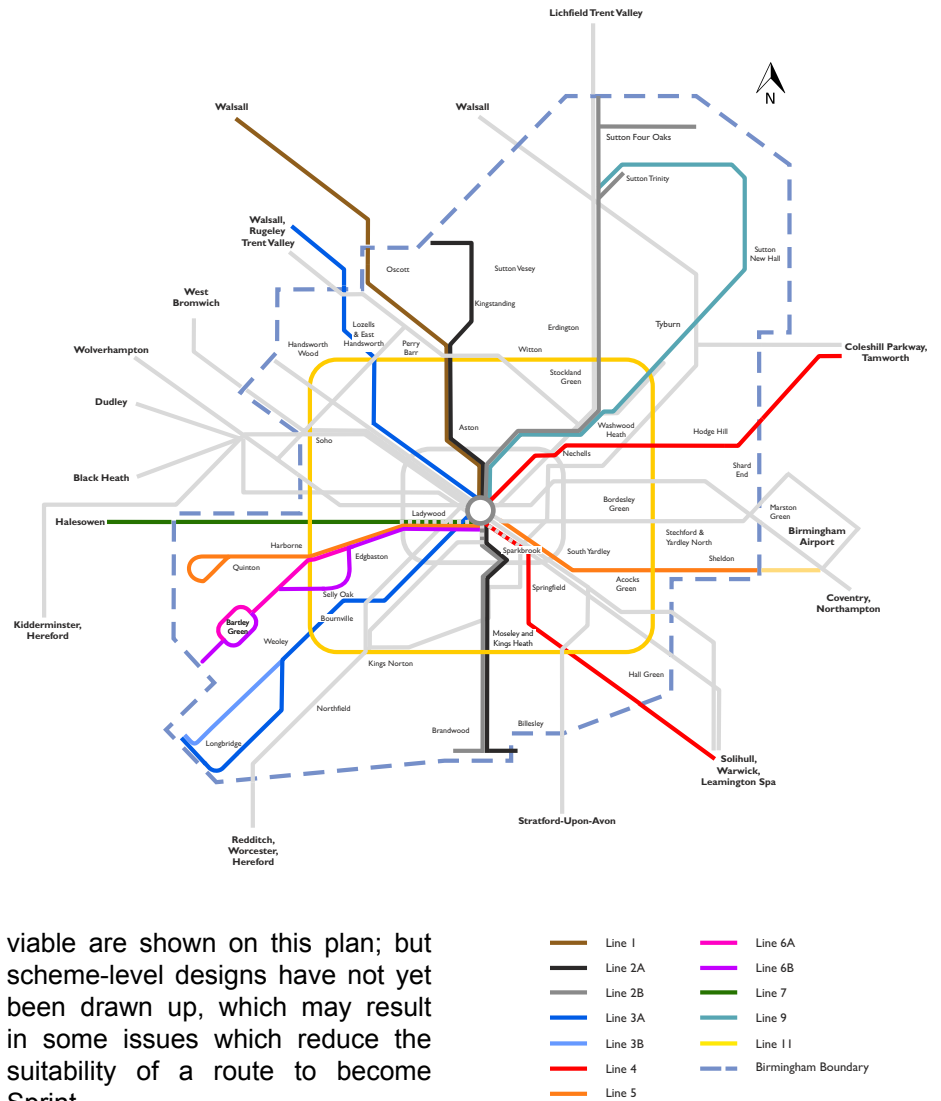 Lichfield Trent Valley
N
Walsall
Walsall
Sutton Four Oaks
Sutton Trinity
Walsall,
Rugeley
Trent Valley
Oscott
Sutton Vesey
Sutton
New Hall
West
Bromwich
Kingstanding
Lozells
& East
Handsworth
Handsworth
Wood
Perry
Barr
Erdington
Tyburn
Witton
Wolverhampton
Coleshill Parkway,
Tamworth
Stockland
Green
Dudley
Aston
Washwood
Heath
Hodge Hill
Soho
Nechells
Black Heath
Shard
End
Bordesley
Green
Marston
Green
Halesowen
Ladywood
Stechford &
Yardley North
Birmingham
Airport
Harborne
Edgbaston
Sparkbrook
South Yardley
Sheldon
Quinton
Selly Oak
Springfield
Acocks
Green
Coventry,
Northampton
Kidderminster,
Hereford
Bartley
Green
Bournville
Weoley
Moseley and
Kings Heath
Kings Norton
Hall Green
Northfield
Brandwood
Billesley
Longbridge
Solihull,
Warwick,
Leamington Spa
Stratford-Upon-Avon
Redditch,
Worcester,
Hereford
viable are shown on this plan; but
scheme-level designs have not yet
been drawn up, which may result
in some issues which reduce the
suitability of a route to become
Sprint
Line 1
Line 2A
Line 2B
Line 3A
Line 3B
Line 4
Line 5
Line 6A
Line 6B
Line 7
Line 9
Line 11
Birmingham Boundary